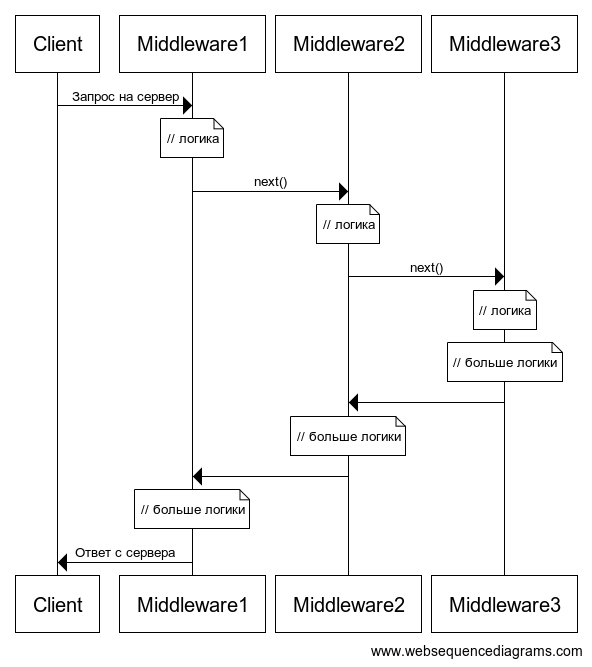 Client
Middleware1
Middleware2
Middleware3
Запрос на сервер
// логика
next()
// логика
next()
// логика
// больше логики
// больше логики
// больше логики
Ответ с сервера
Client
Middleware1
Middleware2
Middleware3
www.websequencediagrams.com